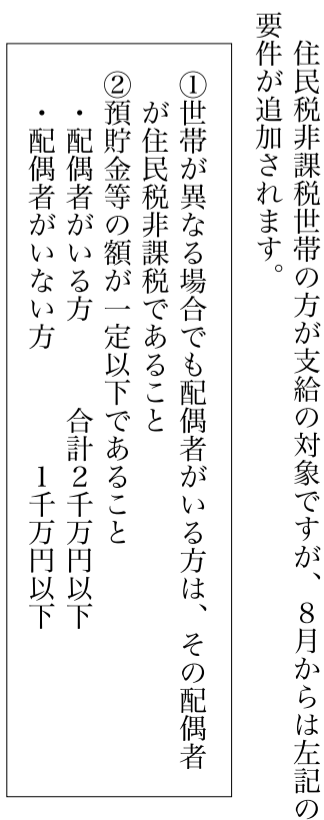 住民税非課税世帯の方が支給の対象ですが、８月からは左記の
要件が追加されます。
①世帯が異なる場合でも配偶者がいる方は、その配偶者
が住民税非課税であること
②預貯金等の額が一定以下であること
・配偶者がいる方　　　合計２千万円以下
・配偶者がいない方　　　　１千万円以下